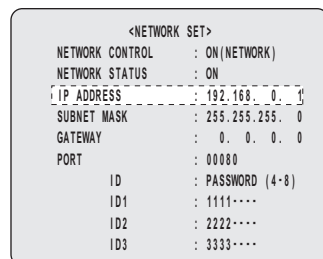 <NETWORK SET>
NETWORK CONTROL : ON(NETWORK)
NETWORK STATUS : ON
IP ADDRESS : 192.168. 0. 1
SUBNET MASK : 255.255.255. 0
GATEWAY : 0. 0. 0. 0
PORT : 00080
ID : PASSWORD (4-8)
ID1 : 1111····
ID2 : 2222····
ID3 : 3333····